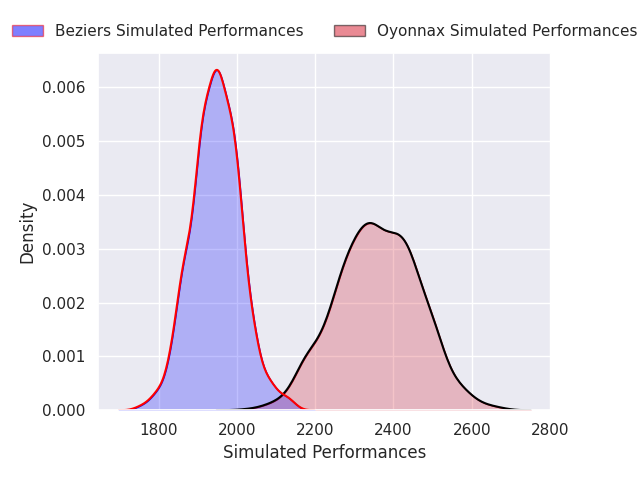 Beziers Simulated Performances Oyonnax Simulated Performances
0.006
0.005
0.004
0.003
0.002
0.001
0.000
Density
1800 2000 2200 2400 2600 2800
Simulated Performances